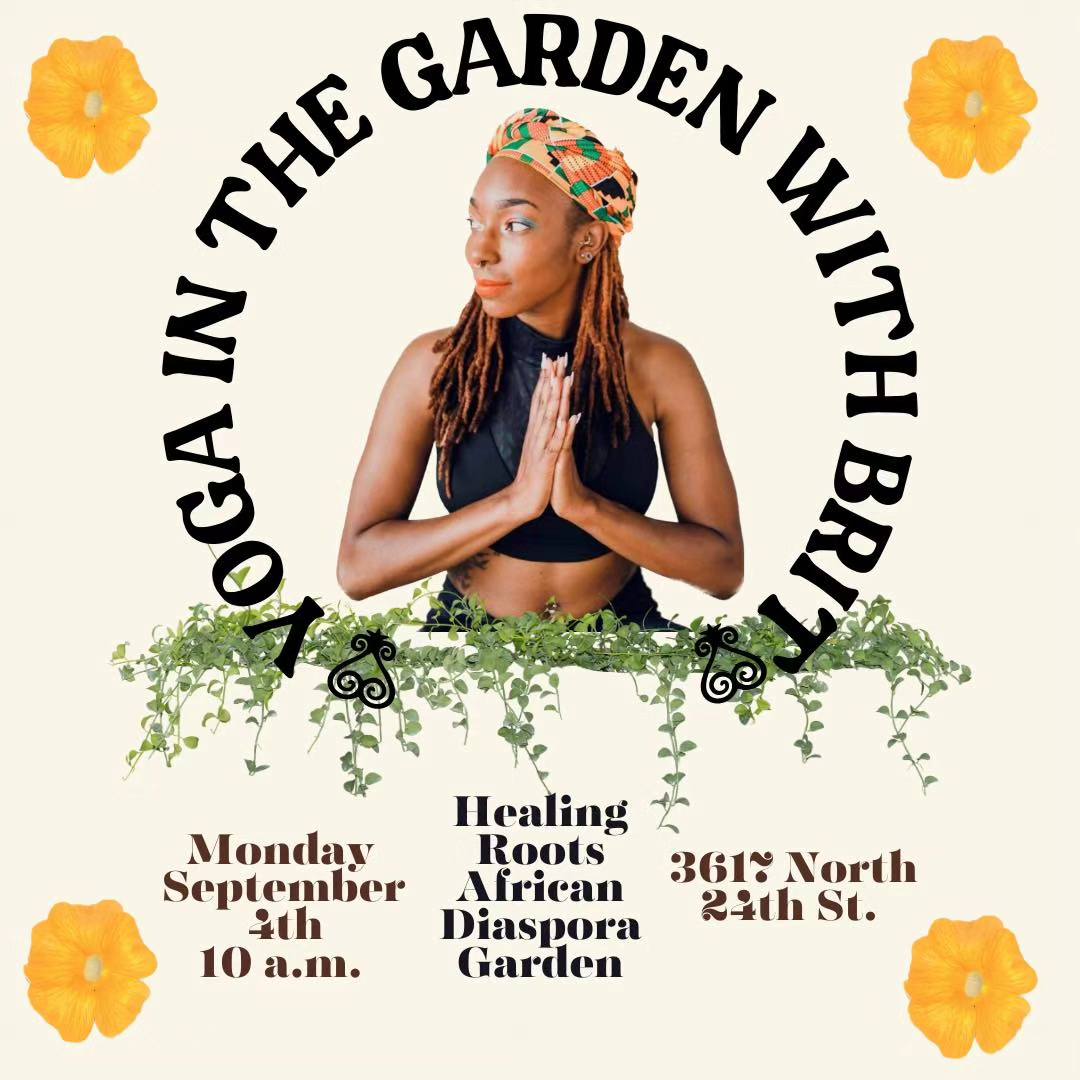 YOGA IN THE GARDEN WITH BRIT
Monday
September
4th
10 a.m.
Healing
Roots
African
Diaspora
Garden
3617 North
24th St.